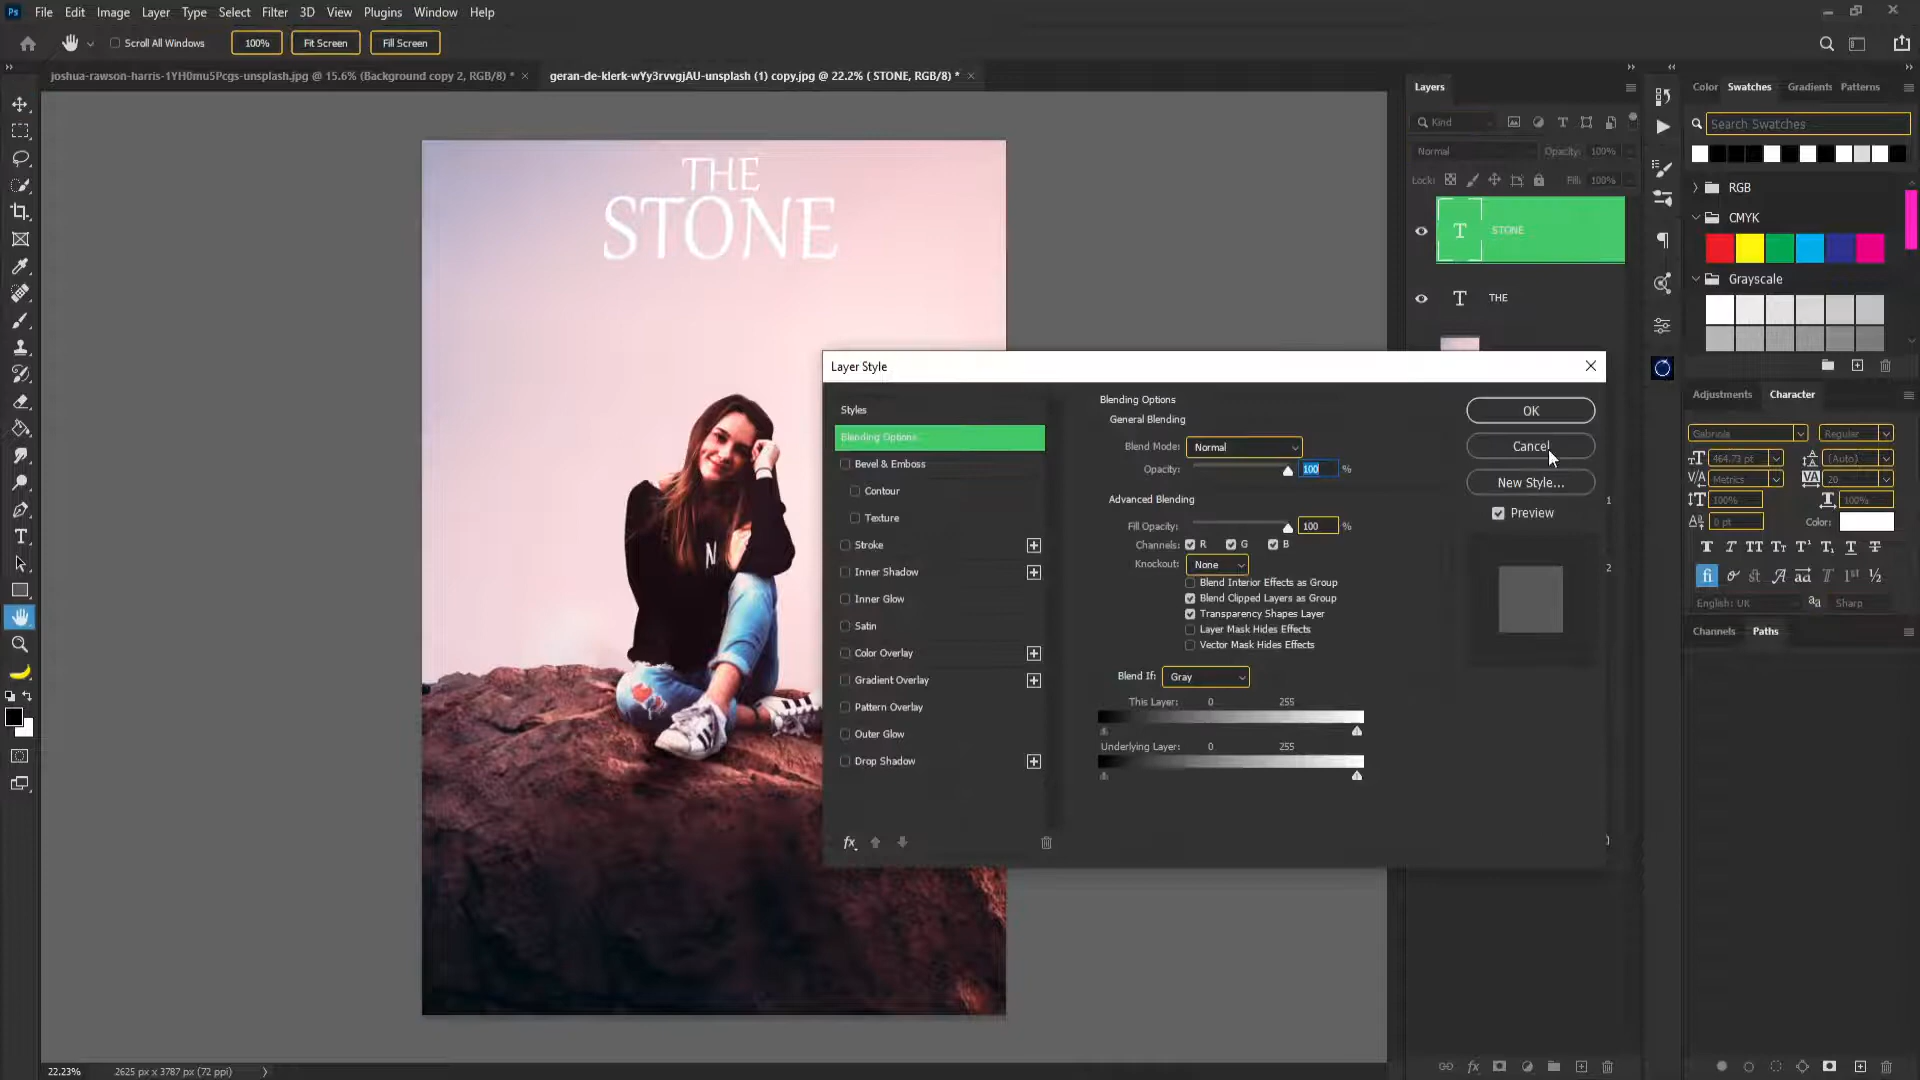 Ps File Edit Image Layer Type Select Filter 3D View Plugins Window Help
Scroll All Windows 100% Fit Screen Fill Screen
joshua-rawson-harris-1YH0mu5Pcgs-unsplash.jpg @ 15.6% (Background copy 2, RGB/8) *
geran-de-klerk-wYy3rvvgjAU-unsplash (1) copy.jpg @ 22.2% ( STONE, RGB/8) *
THE
STONE
Layers
Kind
Normal Opacity: 100%
Lock: Fill: 100%
T STONE
T THE
Color Swatches Gradients Patterns
Search Swatches
RGB
CMYK
Grayscale
Adjustments Character
Gabriola Regular
464.73 pt (Auto)
Metrics 20
100% 100%
0 pt Color:
English: UK aa Sharp
Channels Paths
Layer Style
Styles
Blending Options
Bevel & Emboss
Contour
Texture
Stroke
Inner Shadow
Inner Glow
Satin
Color Overlay
Gradient Overlay
Pattern Overlay
Outer Glow
Drop Shadow
fx
Blending Options
General Blending
Blend Mode: Normal
Opacity: 100 %
Advanced Blending
Fill Opacity: 100 %
Channels: R G B
Knockout: None
Blend Interior Effects as Group
Blend Clipped Layers as Group
Transparency Shapes Layer
Layer Mask Hides Effects
Vector Mask Hides Effects
Blend If: Gray
This Layer: 0 255
Underlying Layer: 0 255
OK
Cancel
New Style...
Preview
1
2
N
22.23% 2625 px x 3787 px (72 ppi)
fx